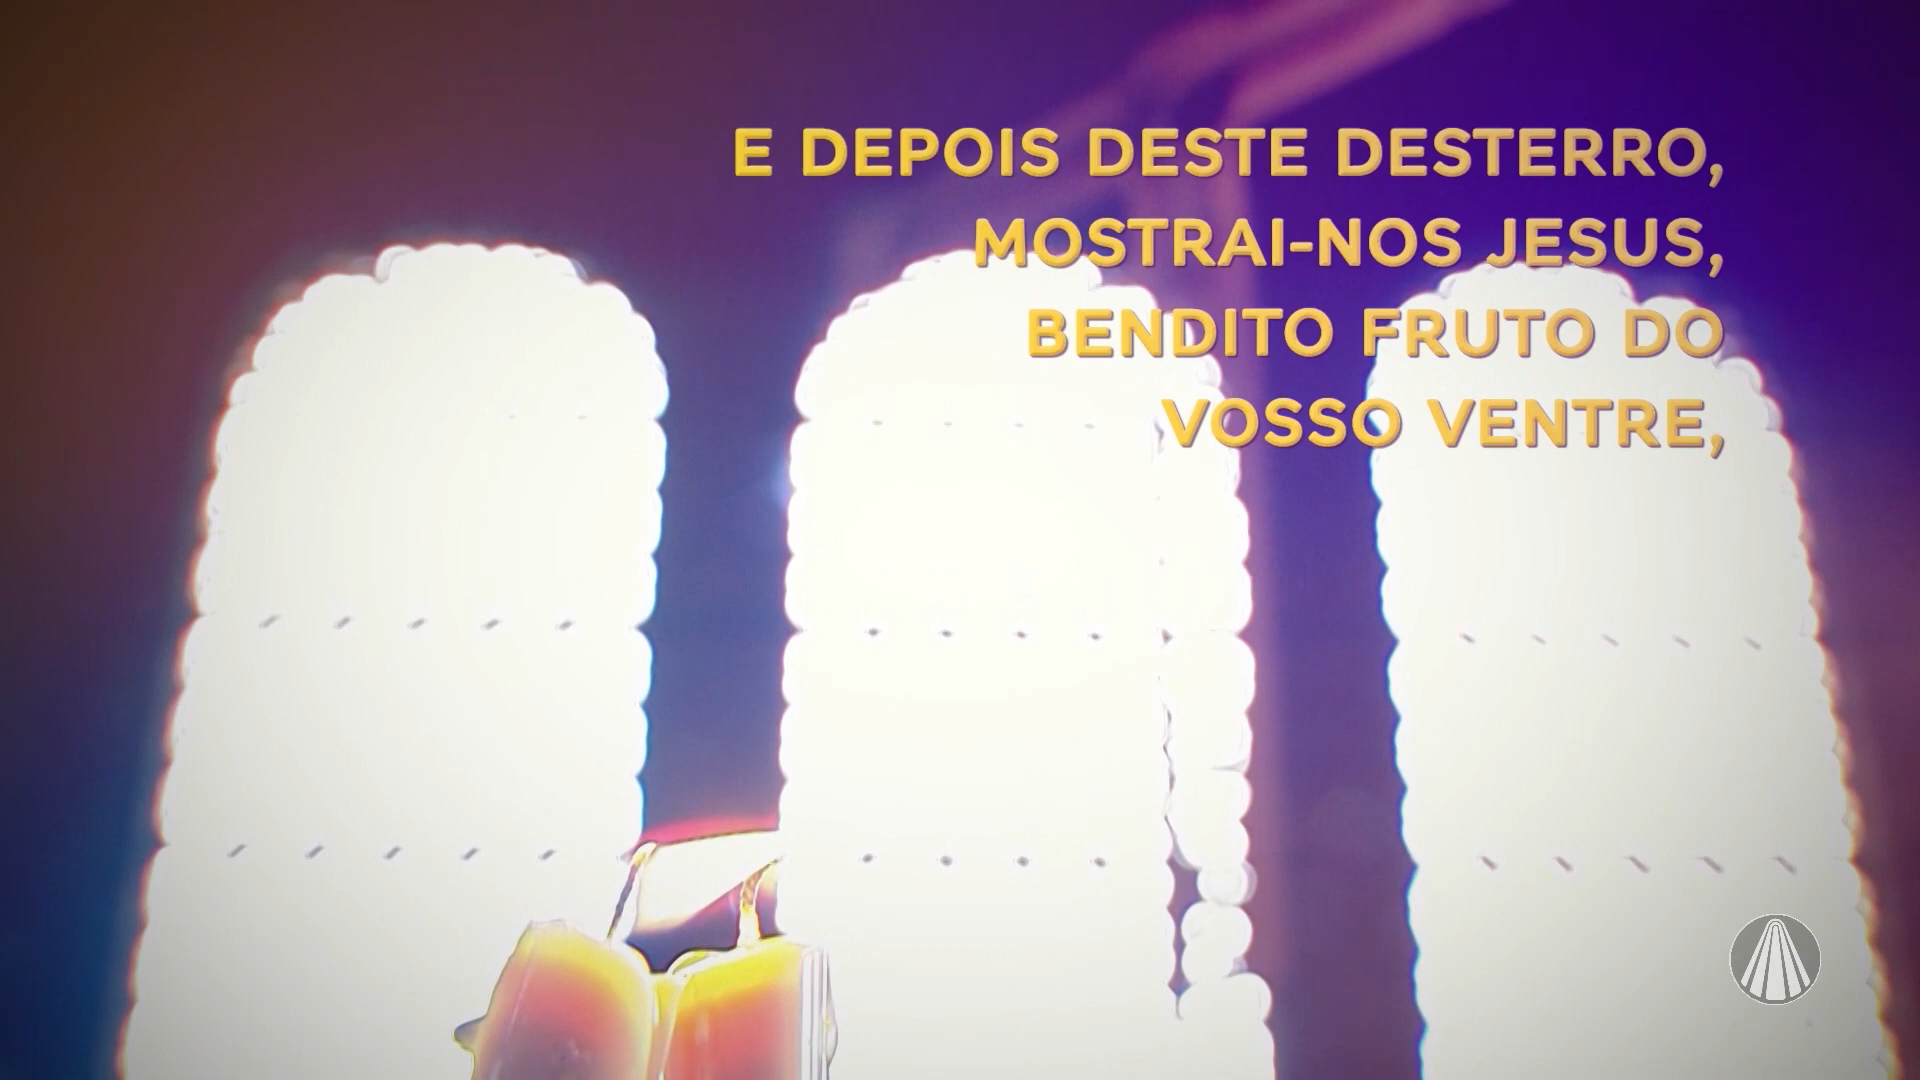 E DEPOIS DESTE DESTERRO,
MOSTRAI-NOS JESUS,
BENDITO FRUTO DO
VOSSO VENTRE,